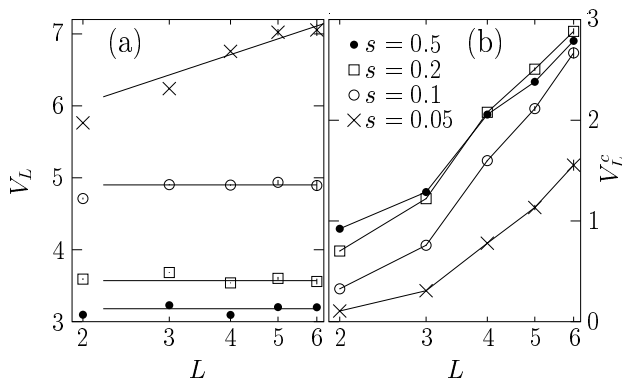 (a)
7
6
5
4
3
V_L
2 3 4 5 6
L
(b)
s = 0.5
s = 0.2
s = 0.1
s = 0.05
3
2
1
0
V_L^c
2 3 4 5 6
L